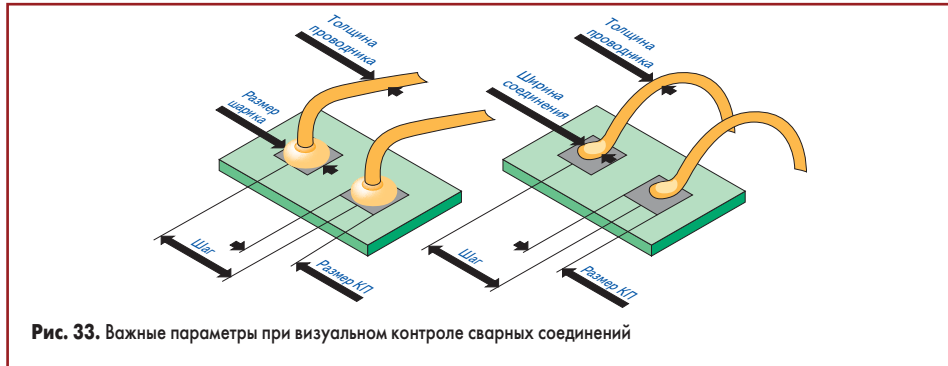 Толщина
проводника
Размер
шарика
Шаг
Размер КП
Толщина
проводника
Ширина
соединения
Шаг
Размер КП
Рис. 33. Важные параметры при визуальном контроле сварных соединений